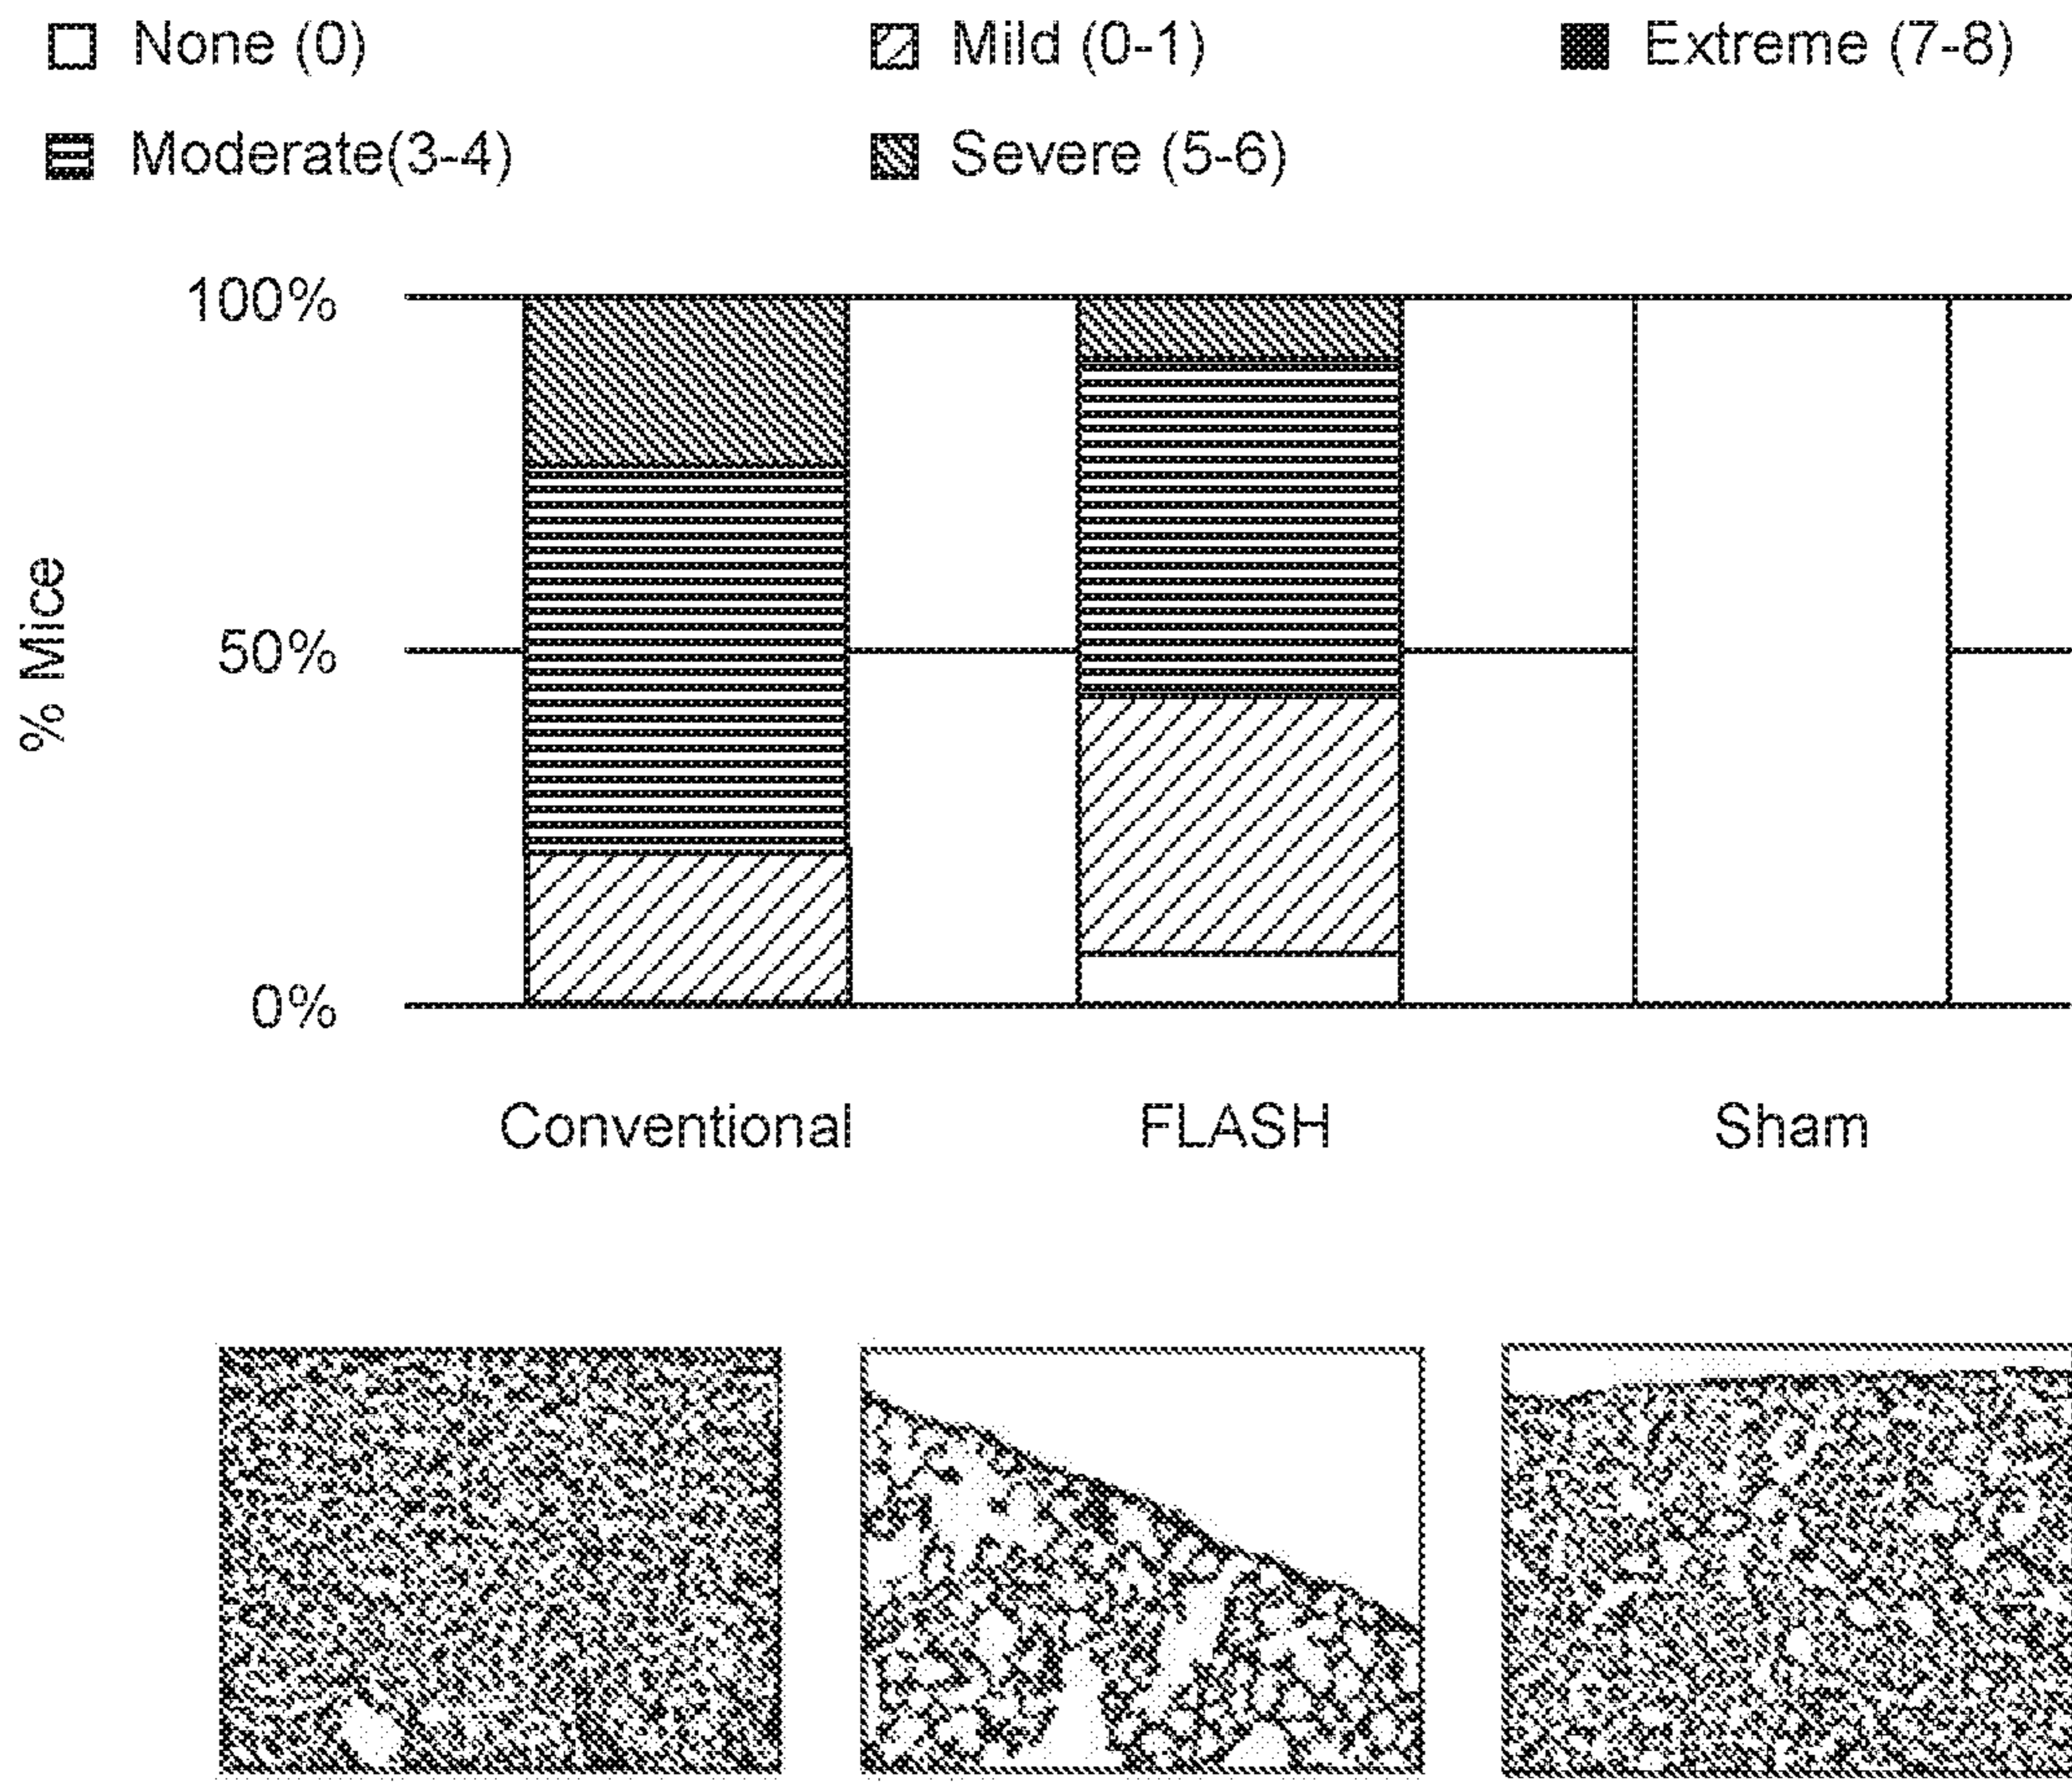 None (0) Mild (0-1) Extreme (7-8)
Moderate(3-4) Severe (5-6)
100%
50%
0%
% Mice
Conventional FLASH Sham